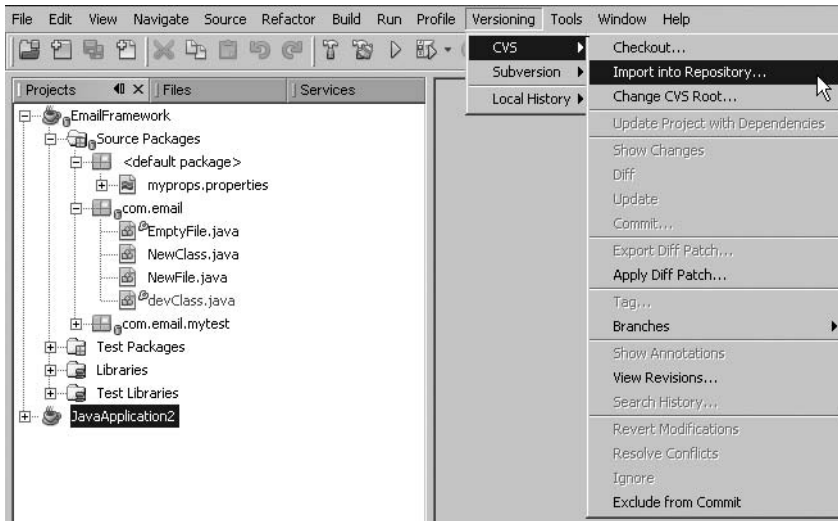 File Edit View Navigate Source Refactor Build Run Profile Versioning Tools Window Help
CVS
Subversion
Local History
Checkout...
Import into Repository...
Change CVS Root...
Update Project with Dependencies
Show Changes
Diff
Update
Commit...
Export Diff Patch...
Apply Diff Patch...
Tag...
Branches
Show Annotations
View Revisions...
Search History...
Revert Modifications
Resolve Conflicts
Ignore
Exclude from Commit
Projects Files Services
EmailFramework
Source Packages
<default package>
myprops.properties
com.email
EmptyFile.java
NewClass.java
NewFile.java
devClass.java
com.email.mytest
Test Packages
Libraries
Test Libraries
JavaApplication2